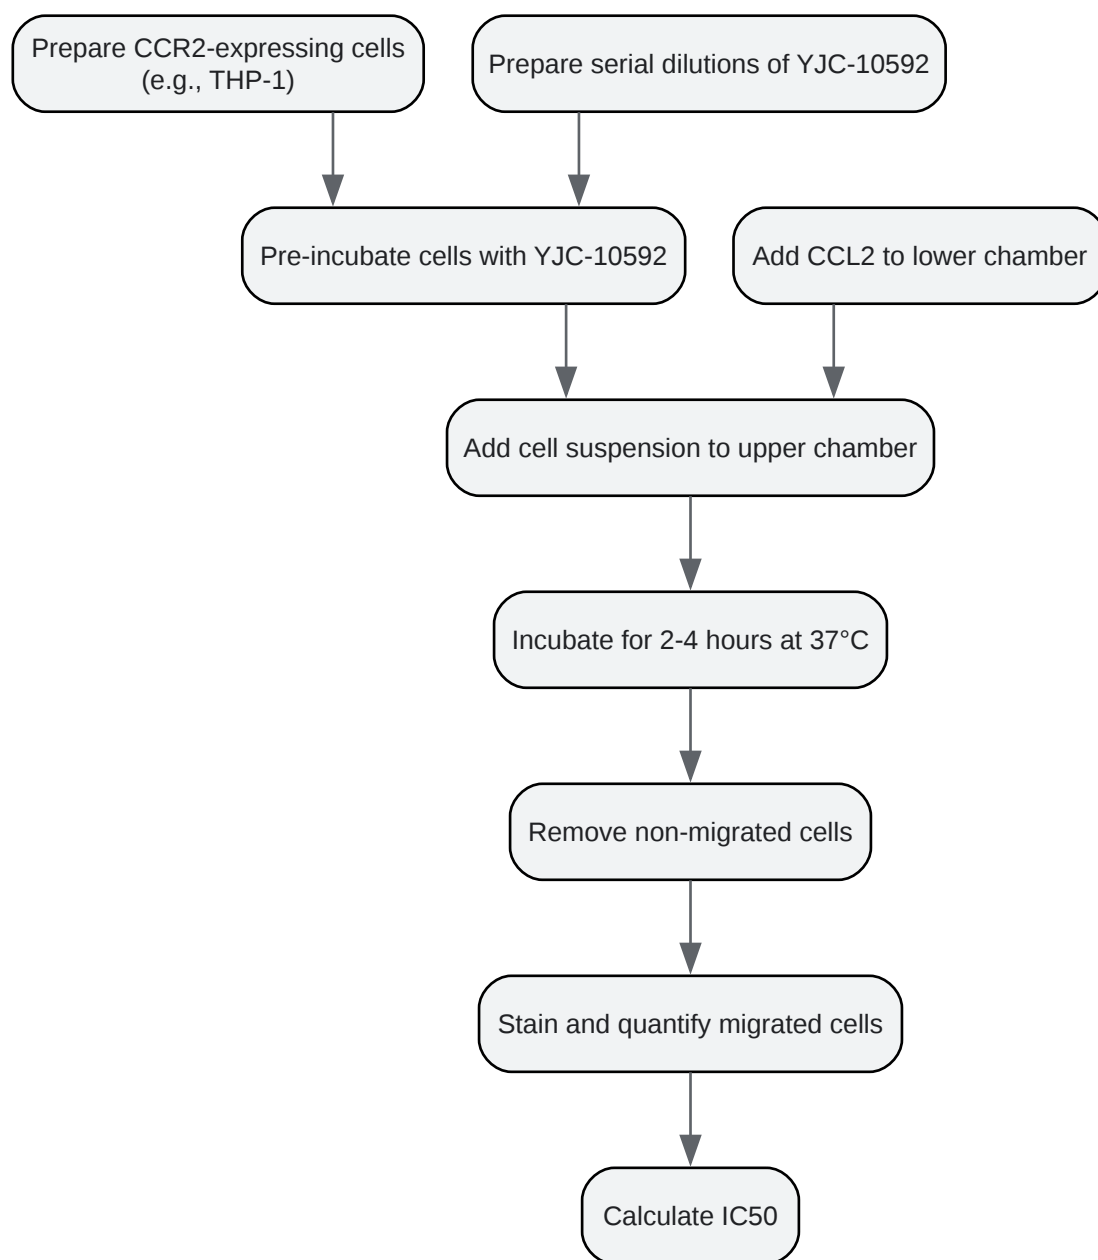 Prepare CCR2-expressing cells
(e.g., THP-1)
Prepare serial dilutions of YJC-10592
Pre-incubate cells with YJC-10592
Add CCL2 to lower chamber
Add cell suspension to upper chamber
Incubate for 2-4 hours at 37°C
Remove non-migrated cells
Stain and quantify migrated cells
Calculate IC50